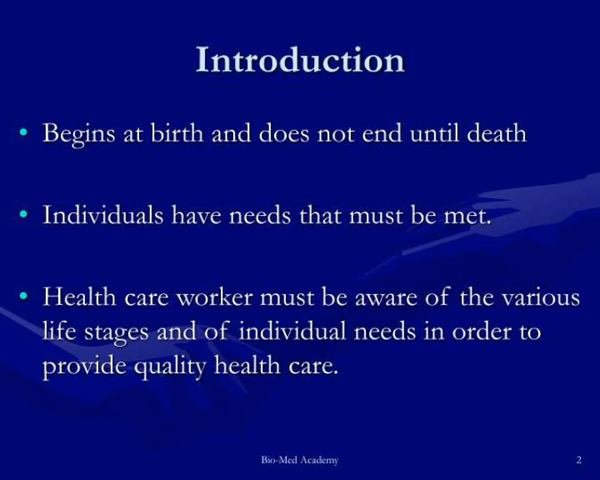 Introduction
• Begins at birth and does not end until death
• Individuals have needs that must be met.
• Health care worker must be aware of the various
life stages and of individual needs in order to
provide quality health care.
Bio-Med Academy
2